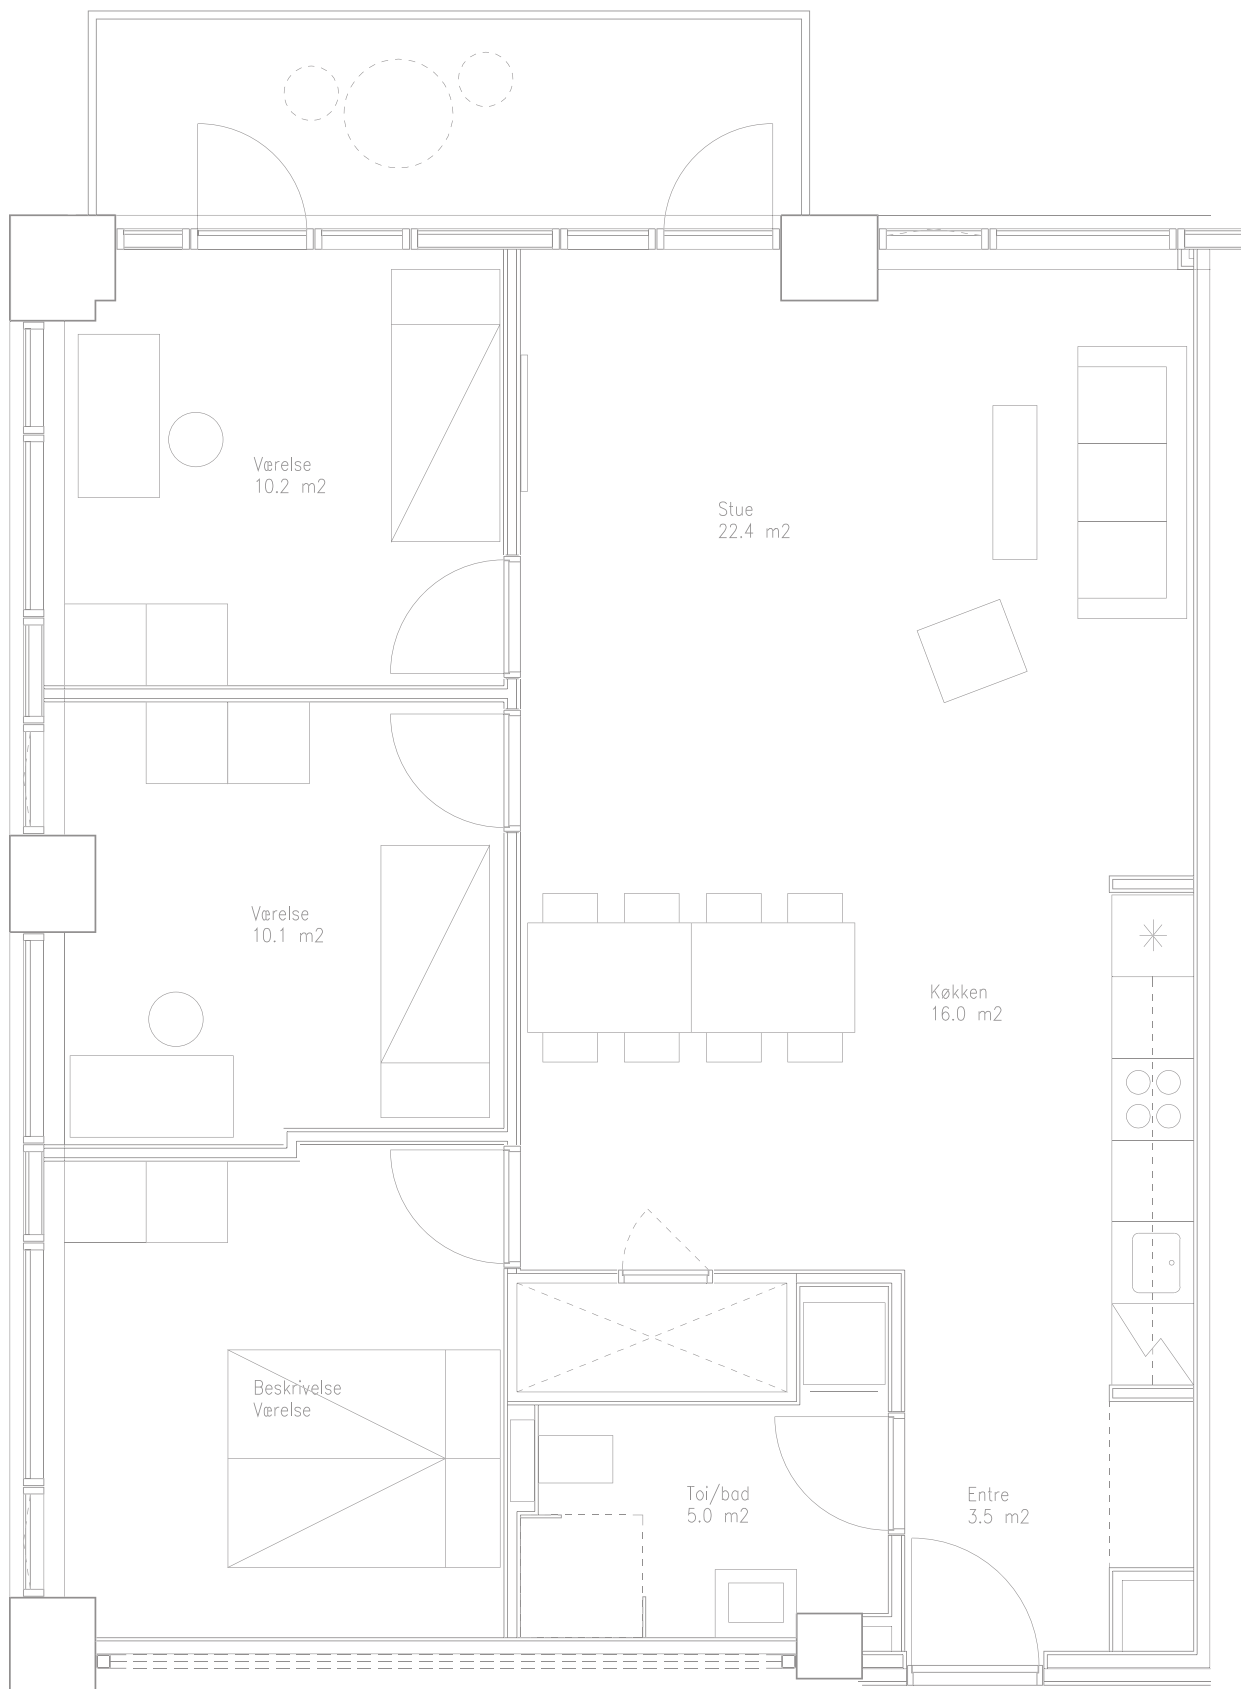 Værelse
10.2 m2
Stue
22.4 m2
Værelse
10.1 m2
Køkken
16.0 m2
Beskrivelse
Værelse
Toi/bad
5.0 m2
Entre
3.5 m2